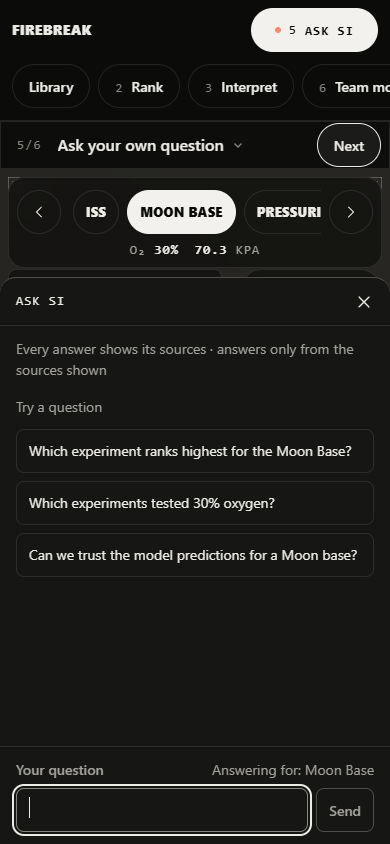 FIREBREAK
5 ASK SI
Library
2 Rank
3 Interpret
6 Team mo
5/6 Ask your own question
Next
ISS
MOON BASE
PRESSURI
O₂ 30% 70.3 KPA
ASK SI
Every answer shows its sources · answers only from the
sources shown
Try a question
Which experiment ranks highest for the Moon Base?
Which experiments tested 30% oxygen?
Can we trust the model predictions for a Moon base?
Your question
Answering for: Moon Base
Send